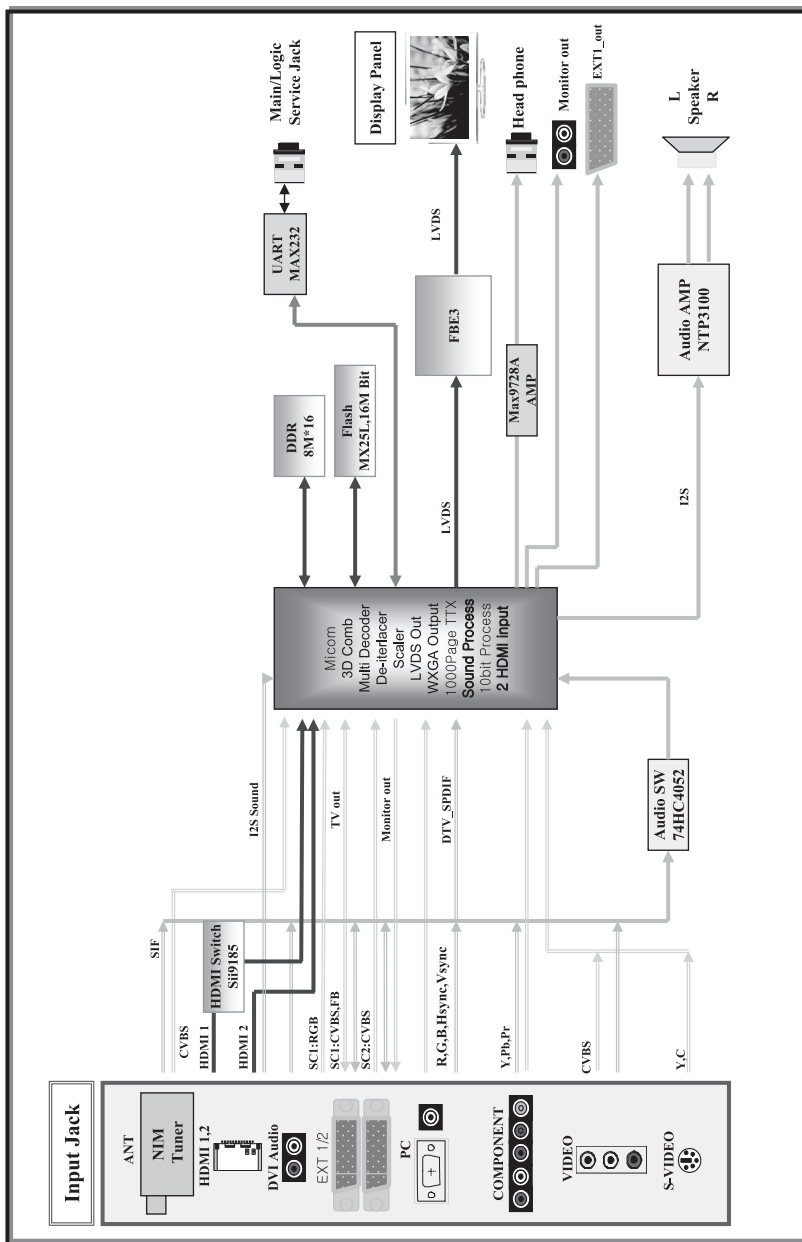 Input Jack
ANT
NIM
Tuner
HDMI 1,2
DVI Audio
EXT 1/2
PC
COMPONENT
VIDEO
S-VIDEO
SIF
CVBS
HDMI 1
HDMI 2
SC1:RGB
SC1:CVBS,FB
SC2:CVBS
R,G,B,Hsync,Vsync
Y,Pb,Pr
CVBS
Y,C
HDMI Switch
Sii9185
I2S Sound
TV out
Monitor out
DTV_SPDIF
Audio SW
74HC4052
Micom
3D Comb
Multi Decoder
De-iterlacer
Scaler
LVDS Out
WXGA Output
1000Page TTX
Sound Process
10bit Process
2 HDMI Input
DDR
8M*16
Flash
MX25L,16M Bit
UART
MAX232
Main/Logic
Service Jack
LVDS
FBE3
LVDS
Display Panel
Max9728A
AMP
Head phone
Monitor out
EXT1_out
I2S
Audio AMP
NTP3100
L
Speaker
R